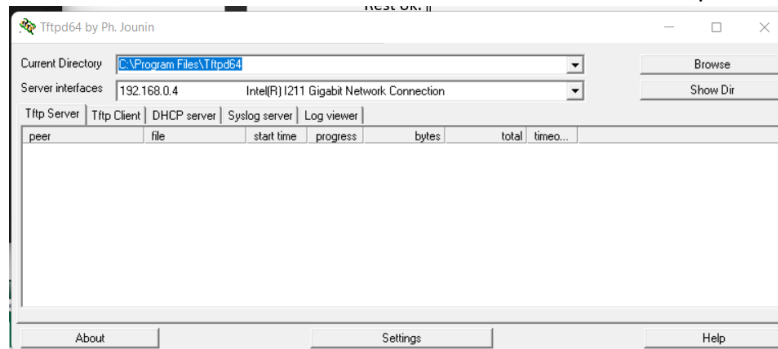 Rest ok.
Tftpd64 by Ph. Jounin
Current Directory C:\Program Files\Tftpd64 Browse
Server interfaces 192.168.0.4 Intel(R) I211 Gigabit Network Connection Show Dir
Tftp Server Tftp Client DHCP server Syslog server Log viewer
peer file start time progress bytes total timeo...
About Settings Help